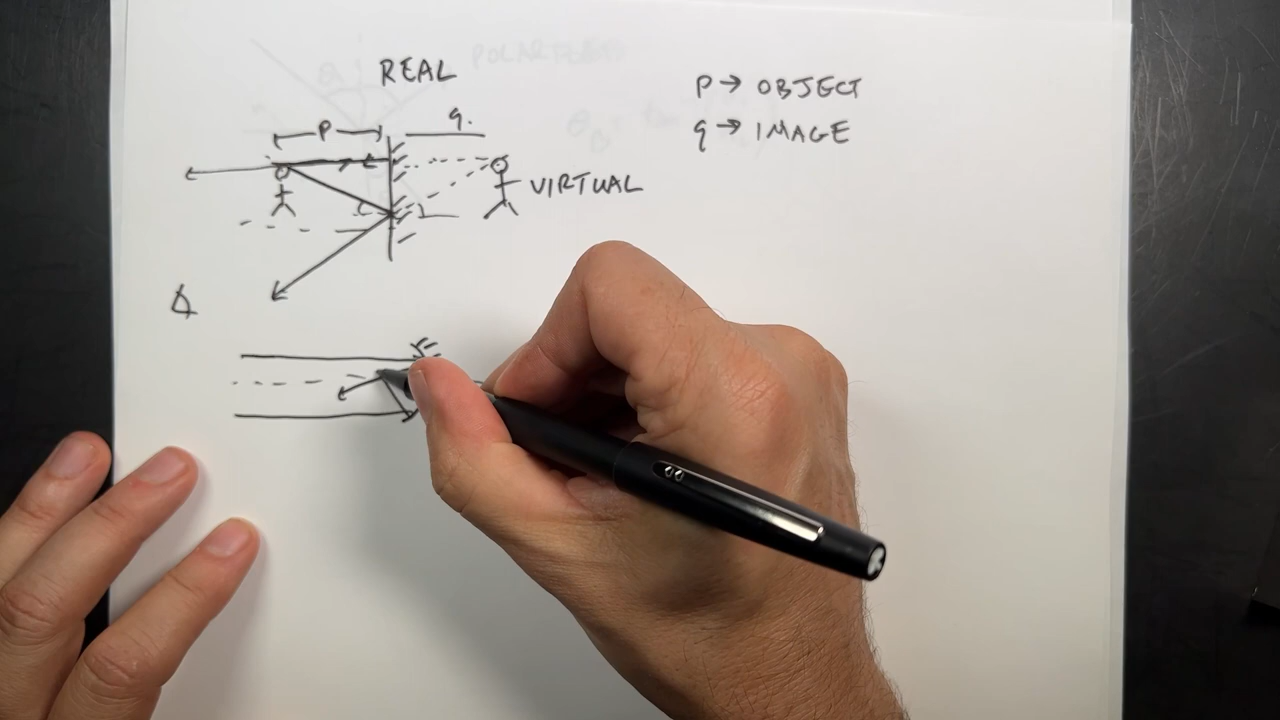 REAL
P → OBJECT
q → IMAGE
P
q.
VIRTUAL